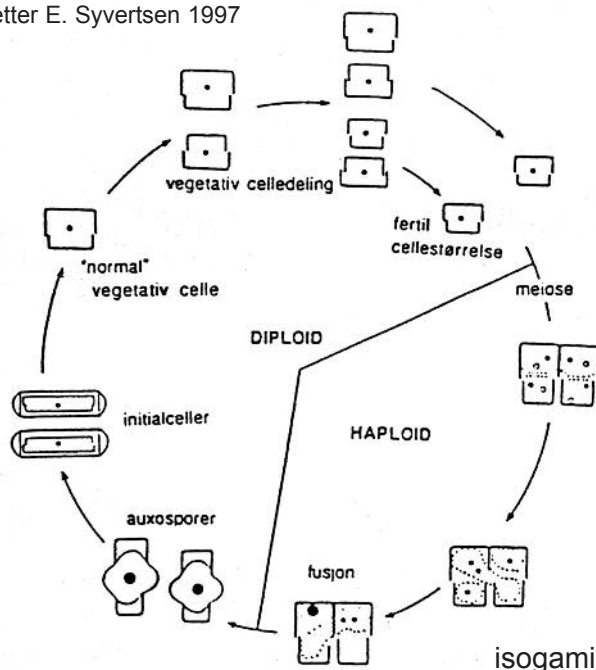 etter E. Syvertsen 1997
vegetativ celledeling
fertil
cellestørrelse
"normal"
vegetativ celle
meiose
DIPLOID
HAPLOID
initialceller
auxosporer
fusjon
isogami